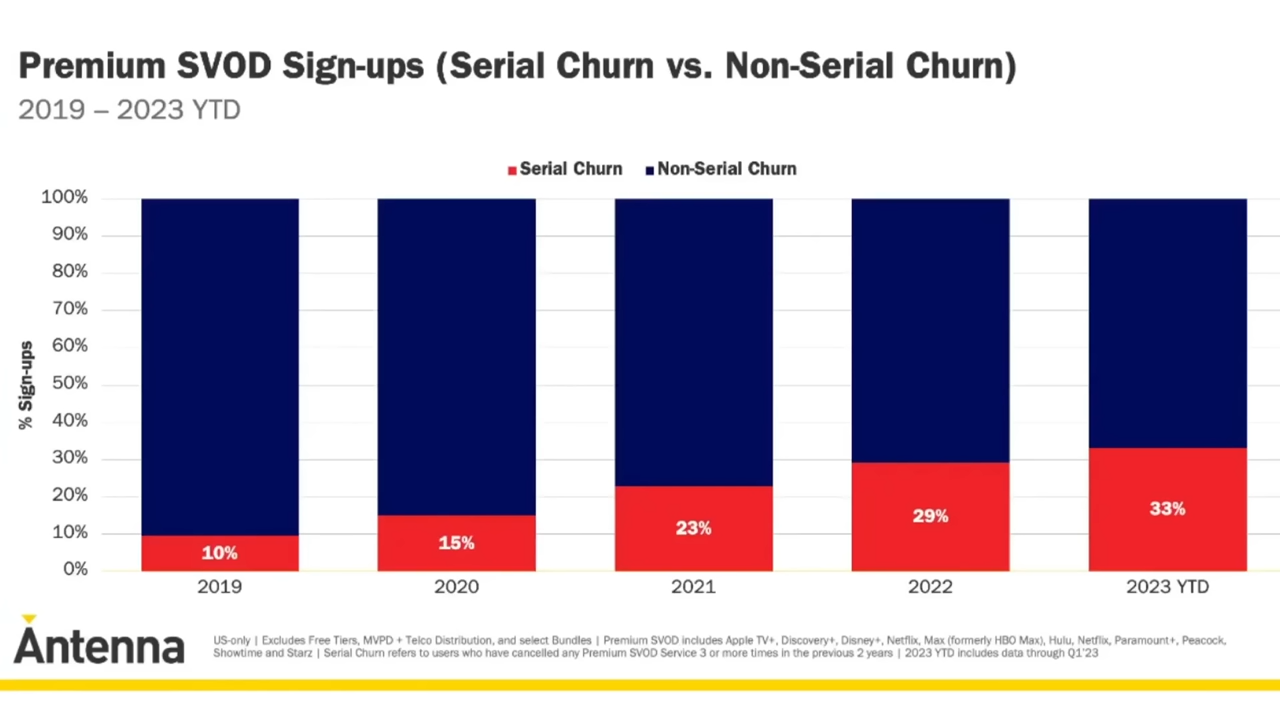 Premium SVOD Sign-ups (Serial Churn vs. Non-Serial Churn)
2019 – 2023 YTD
Serial Churn Non-Serial Churn
% Sign-ups
100%
90%
80%
70%
60%
50%
40%
30%
20%
10%
0%
10%
15%
23%
29%
33%
2019 2020 2021 2022 2023 YTD
Antenna
US-only | Excludes Free Tiers, MVPD + Telco Distribution, and select Bundles | Premium SVOD includes Apple TV+, Discovery+, Disney+, Netflix, Max (formerly HBO Max), Hulu, Netflix, Paramount+, Peacock,
Showtime and Starz | Serial Churn refers to users who have cancelled any Premium SVOD Service 3 or more times in the previous 2 years | 2023 YTD includes data through Q1'23